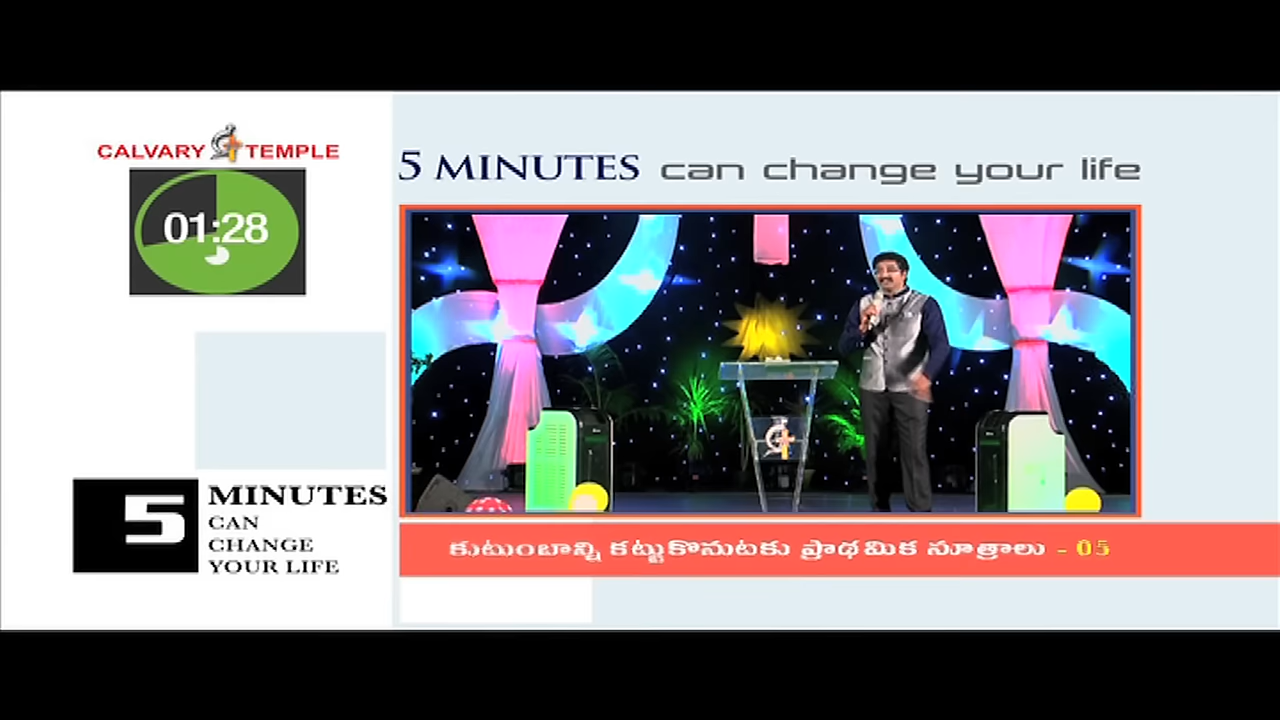 CALVARY TEMPLE
01:28
5 MINUTES can change your life
5 MINUTES
CAN
CHANGE
YOUR LIFE
కుటుంబాన్ని కట్టుకొనుటకు ప్రాథమిక సూత్రాలు - 05